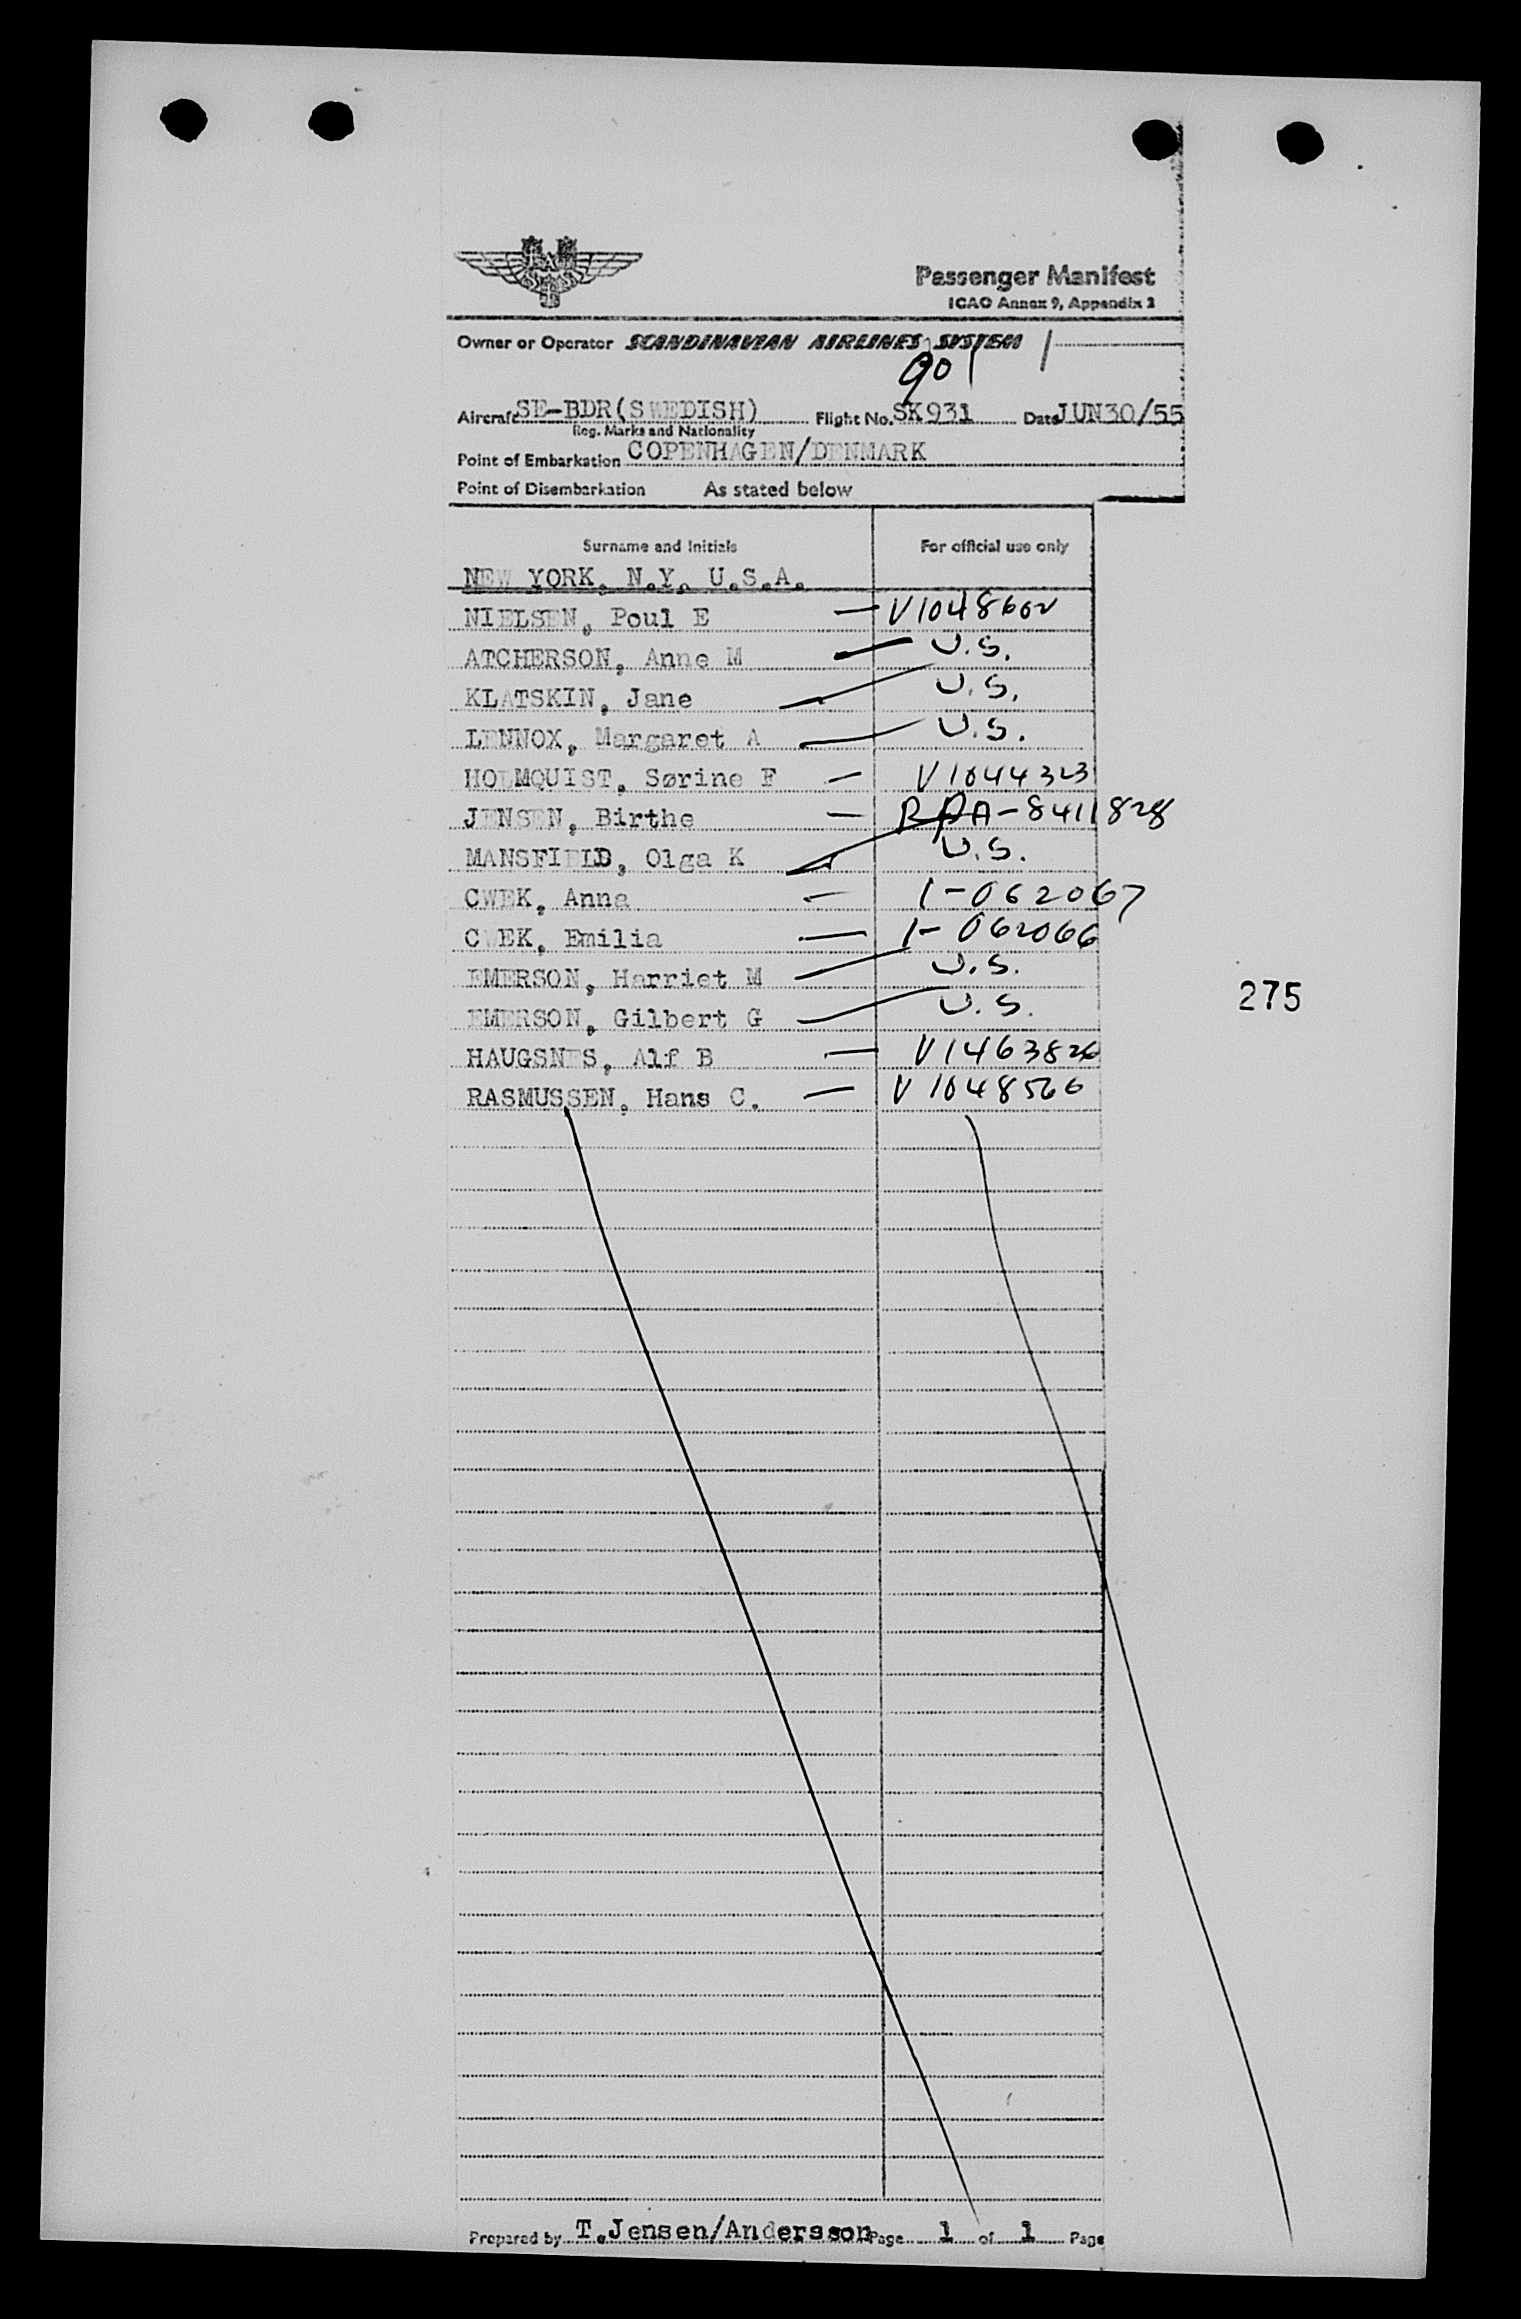 SAS
Passenger Manifest
ICAO Annex 9, Appendix 2
Owner or Operator SCANDINAVIAN AIRLINES SYSTEM
901
Aircraft SE-BDR(SWEDISH) Flight No. SK931 Date JUN30/55
Reg. Marks and Nationality
Point of Embarkation COPENHAGEN/DENMARK
Point of Disembarkation As stated below
Surname and Initials For official use only
NEW YORK, N.Y. U.S.A.
NIELSEN, Poul E — V1048602
ATCHERSON, Anne M — U.S.
KLATSKIN, Jane — U.S.
LENNOX, Margaret A — U.S.
HOLMQUIST, Sørine F — V1044323
JENSEN, Birthe — RPA-8411828
MANSFIELD, Olga K — U.S.
CWEK, Anna — 1-062067
CWEK, Emilia — 1-062066
EMERSON, Harriet M — U.S.
275
EMERSON, Gilbert G — U.S.
HAUGSNES, Alf B — V1463826
RASMUSSEN, Hans C. — V1048566
Prepared by T.Jensen/Andersson Page 1 of 1 Page